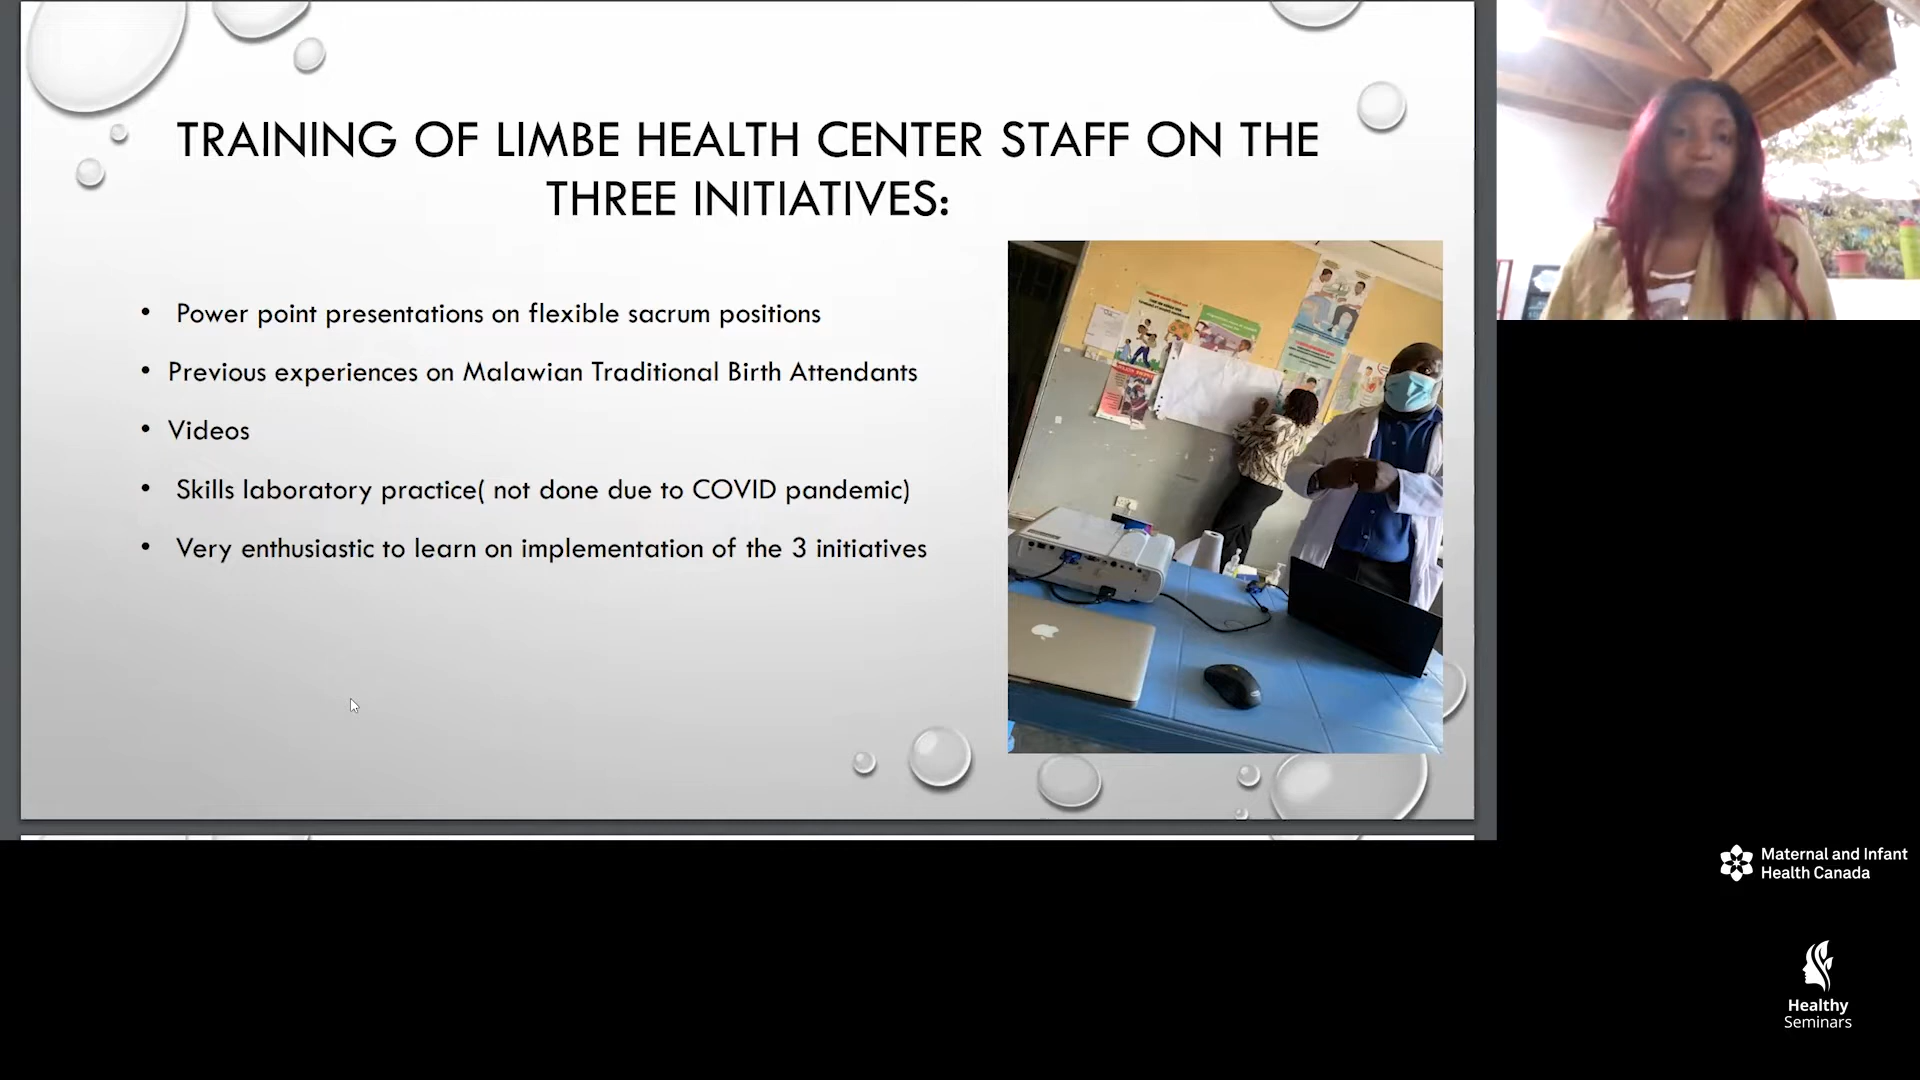 TRAINING OF LIMBE HEALTH CENTER STAFF ON THE
THREE INITIATIVES:
• Power point presentations on flexible sacrum positions
• Previous experiences on Malawian Traditional Birth Attendants
• Videos
• Skills laboratory practice( not done due to COVID pandemic)
• Very enthusiastic to learn on implementation of the 3 initiatives
Maternal and Infant
Health Canada
Healthy
Seminars